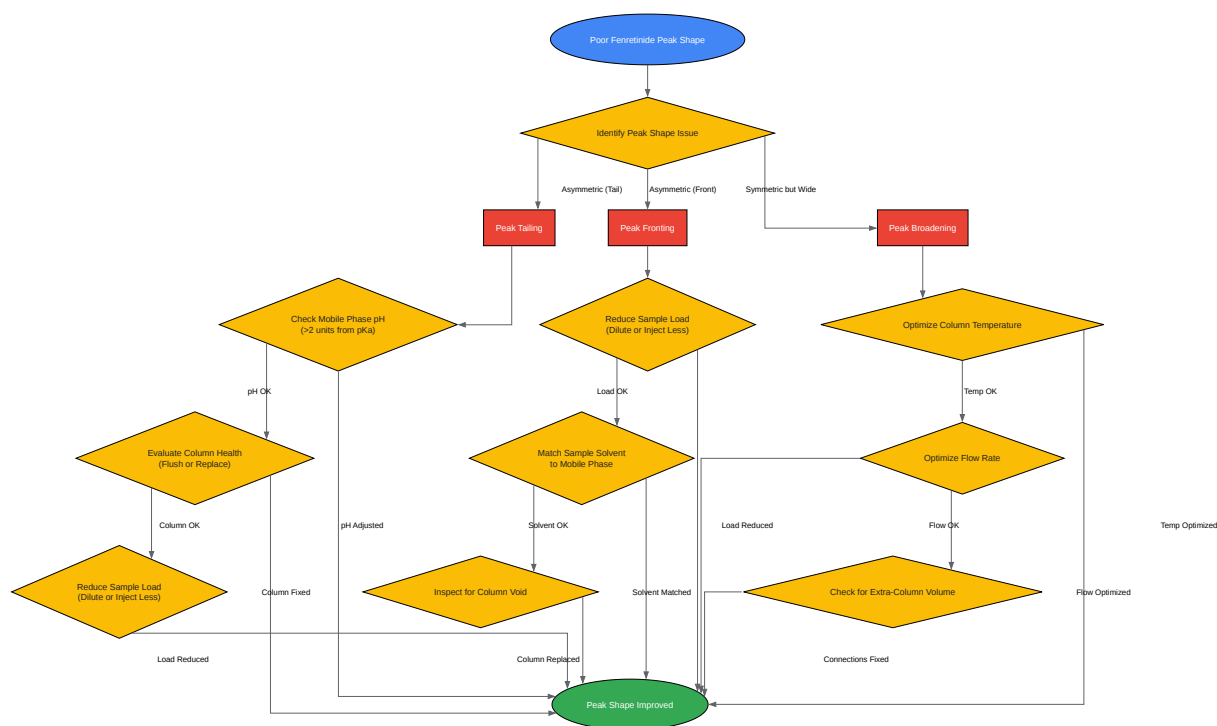 Poor Fenretinide Peak Shape
Identify Peak Shape Issue
Asymmetric (Tail)
Asymmetric (Front)
Symmetric but Wide
Peak Tailing
Peak Fronting
Peak Broadening
Check Mobile Phase pH
(>2 units from pKa)
Reduce Sample Load
(Dilute or Inject Less)
Optimize Column Temperature
pH OK
Load OK
Temp OK
Evaluate Column Health
(Flush or Replace)
Match Sample Solvent
to Mobile Phase
Optimize Flow Rate
Column OK
pH Adjusted
Solvent OK
Load Reduced
Flow OK
Temp Optimized
Reduce Sample Load
(Dilute or Inject Less)
Column Fixed
Inspect for Column Void
Solvent Matched
Check for Extra-Column Volume
Flow Optimized
Load Reduced
Column Replaced
Connections Fixed
Peak Shape Improved